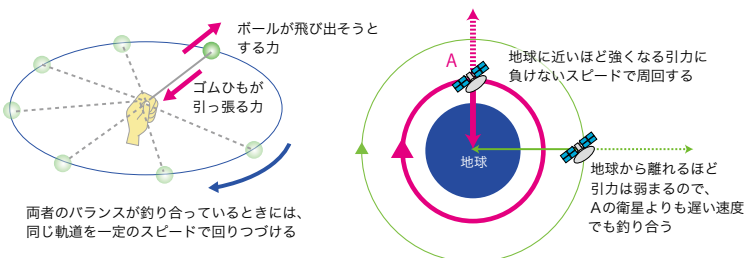 ボールが飛び出そうと
する力
ゴムひもが
引っ張る力
両者のバランスが釣り合っているときには、
同じ軌道を一定のスピードで回りつづける
A
地球に近いほど強くなる引力に
負けないスピードで周回する
地球
地球から離れるほど
引力は弱まるので、
Aの衛星よりも遅い速度
でも釣り合う